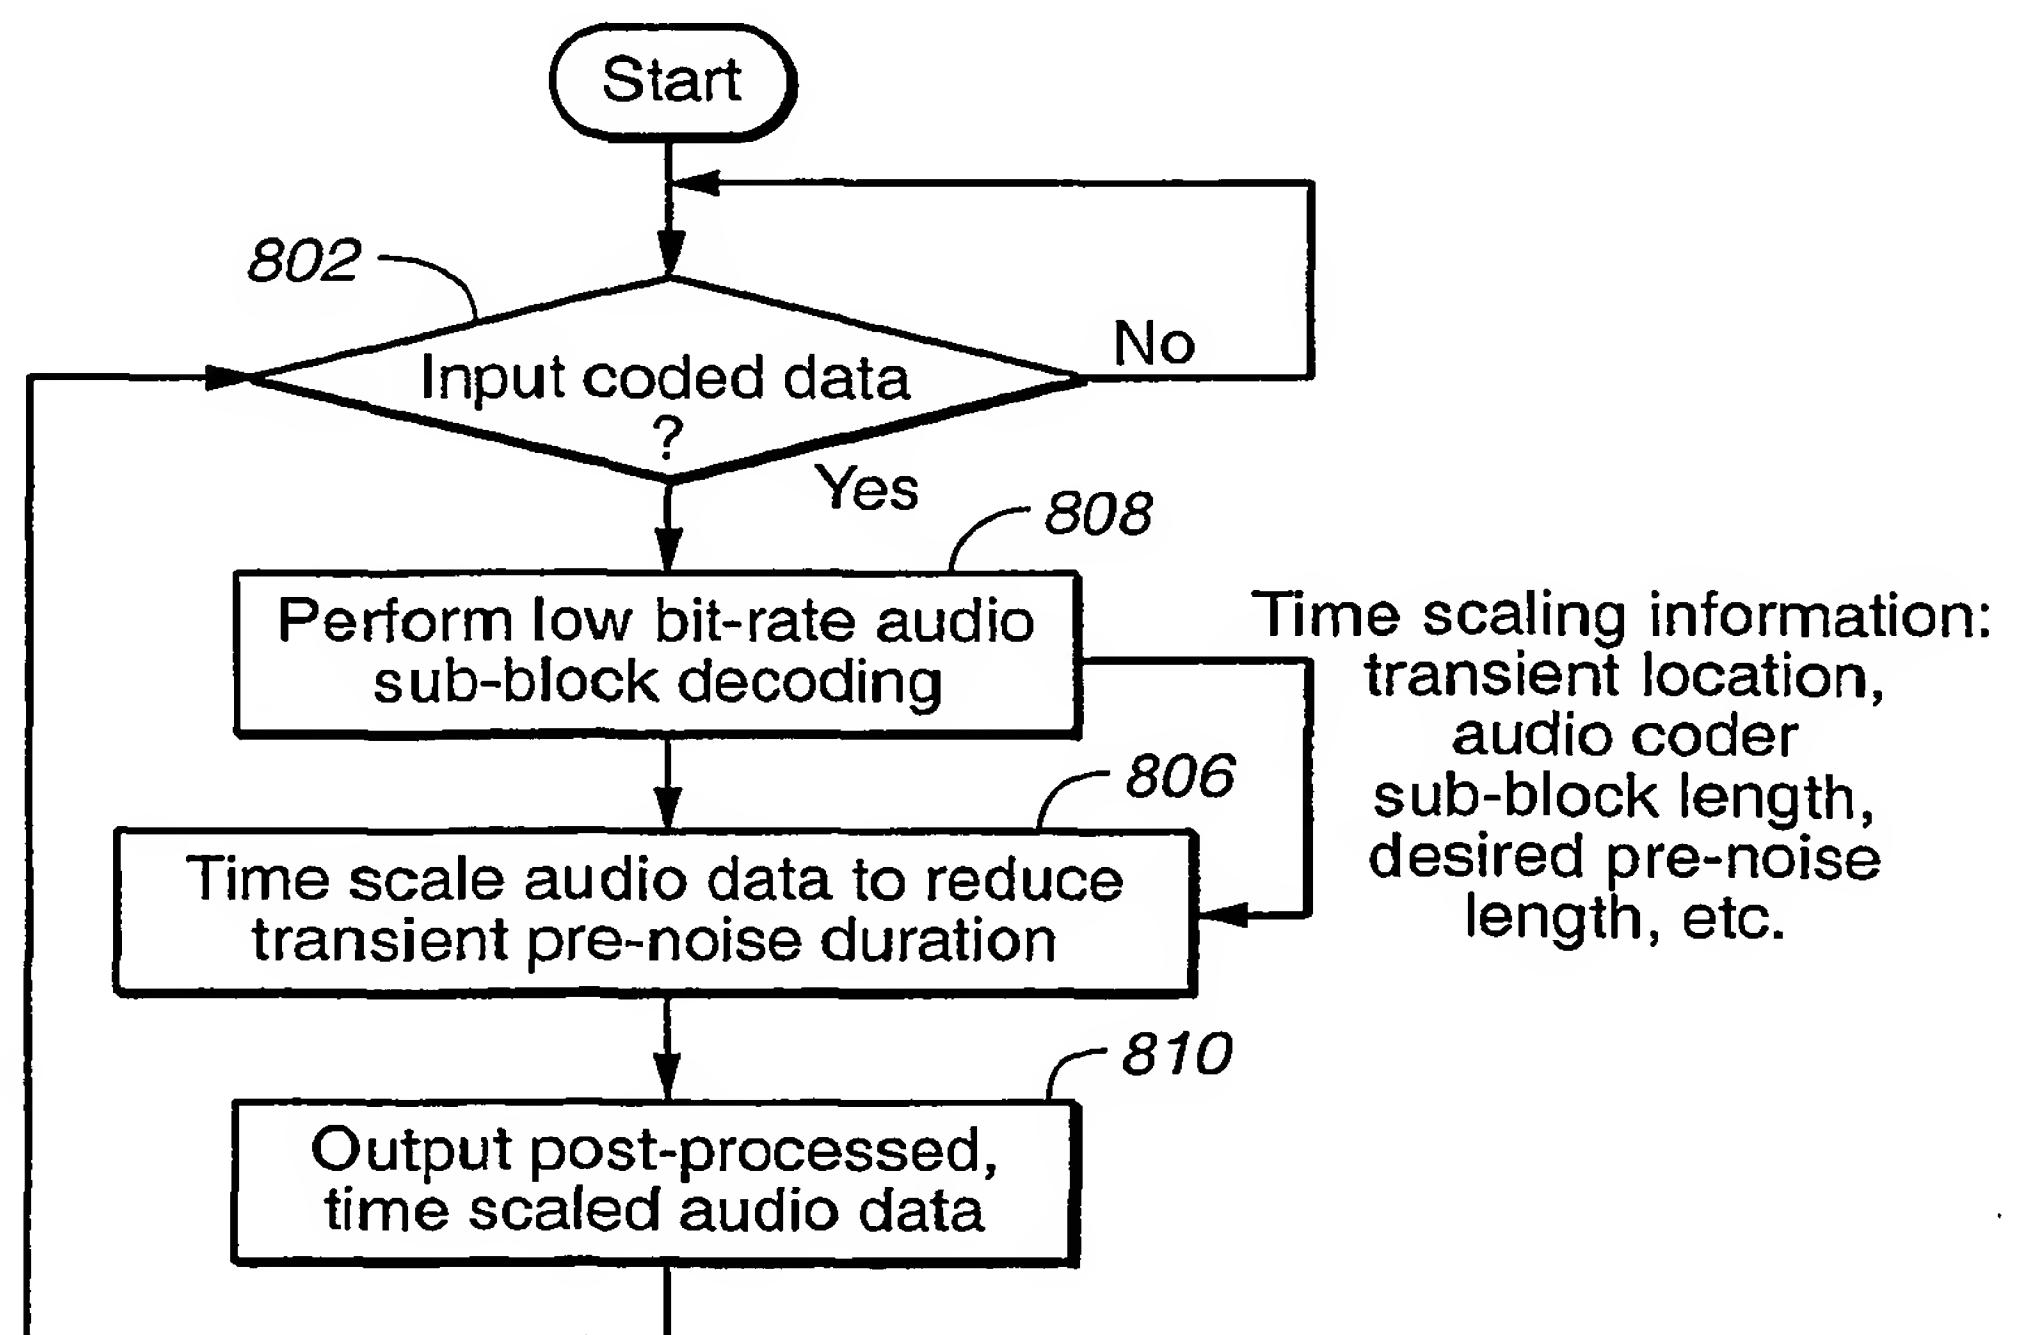 Start
802
Input coded data
?
No
Yes
808
Perform low bit-rate audio
sub-block decoding
Time scaling information:
transient location,
audio coder
sub-block length,
desired pre-noise
length, etc.
806
Time scale audio data to reduce
transient pre-noise duration
810
Output post-processed,
time scaled audio data